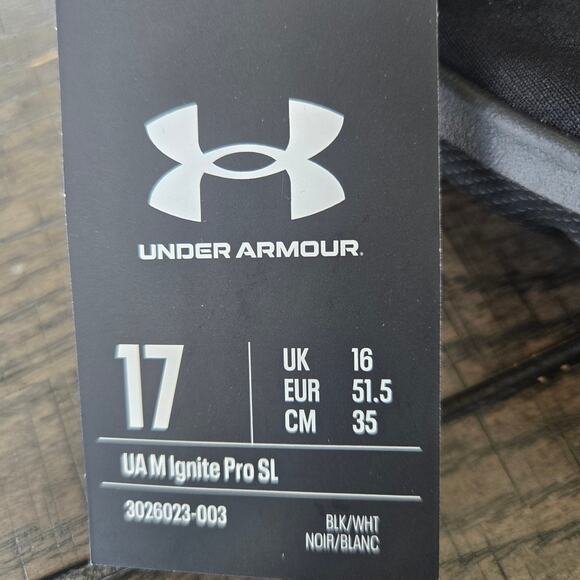 UNDER ARMOUR.
17
UK 16
EUR 51.5
CM 35
UA M Ignite Pro SL
3026023-003
BLK/WHT
NOIR/BLANC